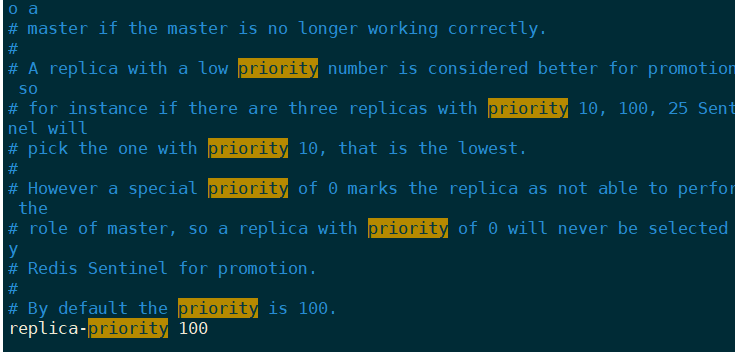 o a
# master if the master is no longer working correctly.
#
# A replica with a low priority number is considered better for promotion
so
# for instance if there are three replicas with priority 10, 100, 25 Sent
nel will
# pick the one with priority 10, that is the lowest.
#
# However a special priority of 0 marks the replica as not able to perfor
the
# role of master, so a replica with priority of 0 will never be selected
y
# Redis Sentinel for promotion.
#
# By default the priority is 100.
replica-priority 100